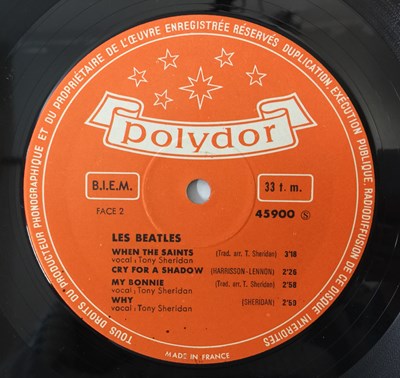 TOUS DROITS DU PRODUCTEUR PHONOGRAPHIQUE ET DU PROPRIÉTAIRE DE L'ŒUVRE ENREGISTRÉE RÉSERVÉS DUPLICATION, EXÉCUTION PUBLIQUE, RADIODIFFUSION DE CE DISQUE INTERDITES
polydor
B.I.E.M.
33 t. m.
FACE 2
45900 S
LES BEATLES
WHEN THE SAINTS (Trad. arr. T. Sheridan) 3'18
vocal: Tony Sheridan
CRY FOR A SHADOW (HARRISSON-LENNON) 2'26
MY BONNIE (Trad. arr. T. Sheridan) 2'58
vocal: Tony Sheridan
WHY (SHERIDAN) 2'50
vocal: Tony Sheridan
MADE IN FRANCE